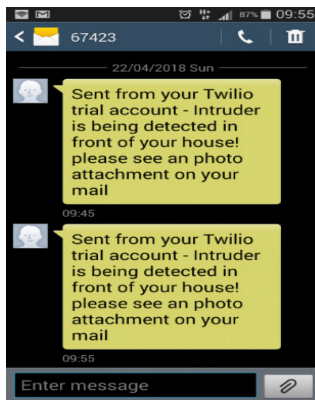 87% 09:55
67423
22/04/2018 Sun
Sent from your Twilio
trial account - Intruder
is being detected in
front of your house!
please see an photo
attachment on your
mail
09:45
Sent from your Twilio
trial account - Intruder
is being detected in
front of your house!
please see an photo
attachment on your
mail
09:55
Enter message